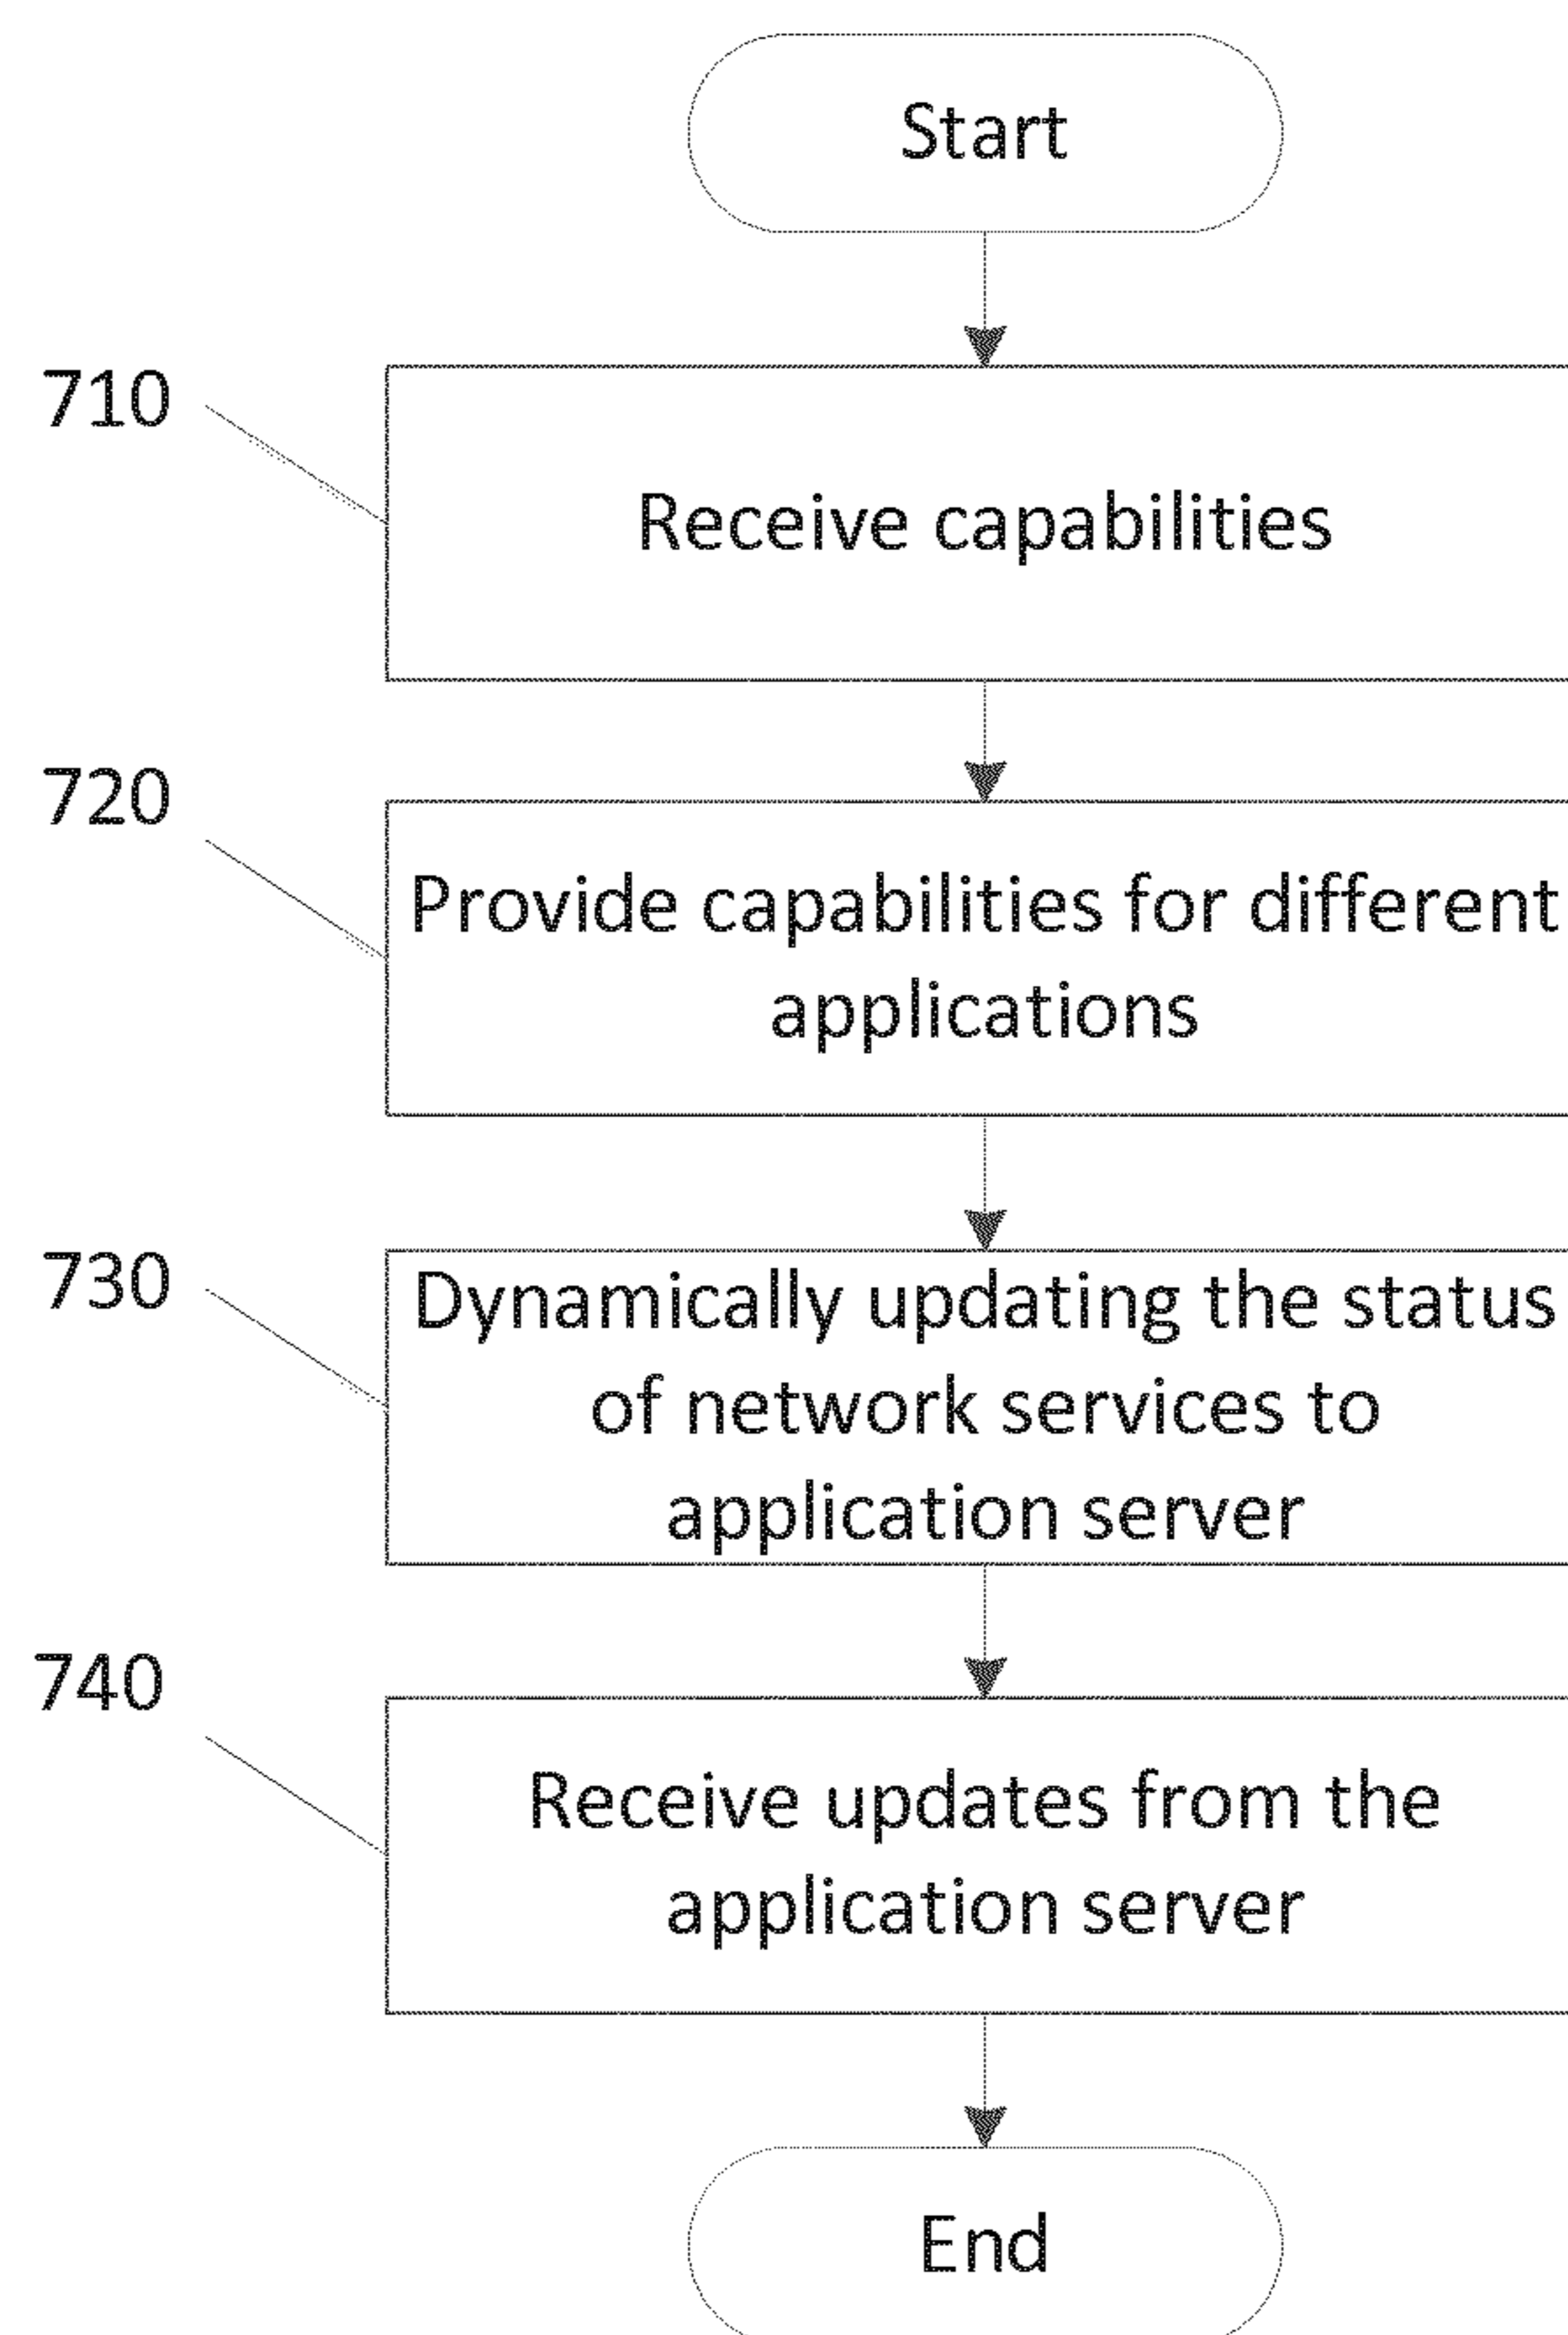 Start
710
Receive capabilities
720
Provide capabilities for different
applications
730
Dynamically updating the status
of network services to
application server
740
Receive updates from the
application server
End